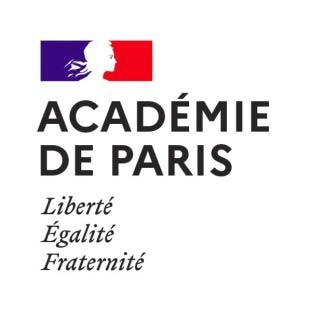 ACADÉMIE
DE PARIS
Liberté
Égalité
Fraternité